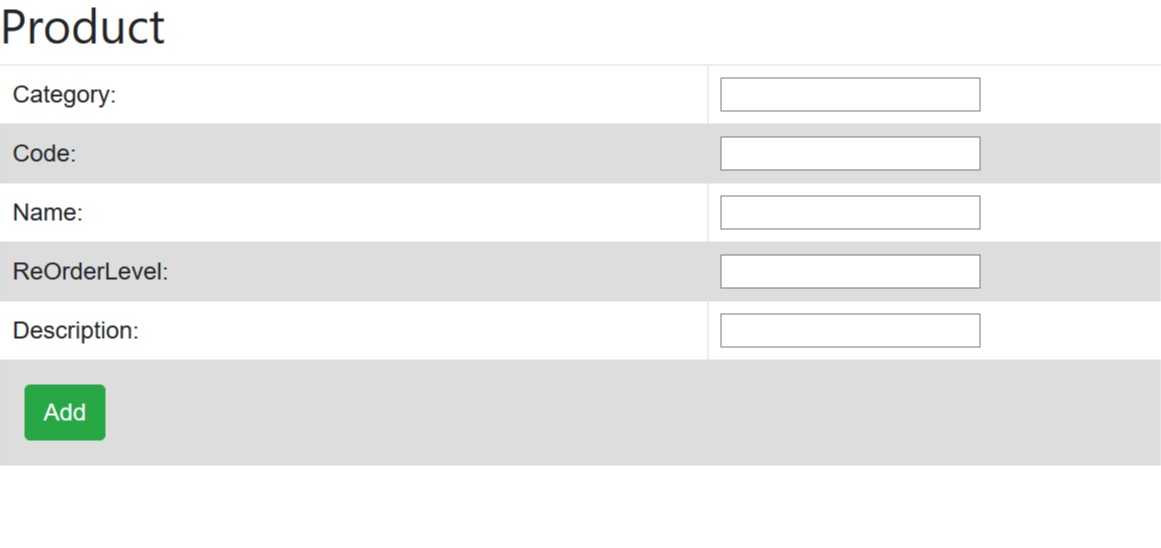 Product
Category:
Code:
Name:
ReOrderLevel:
Description:
Add